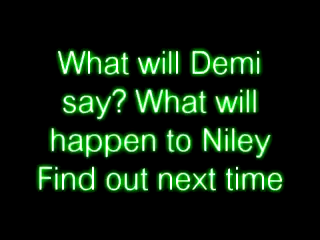 What will Demi
say? What will
happen to Niley
Find out next time